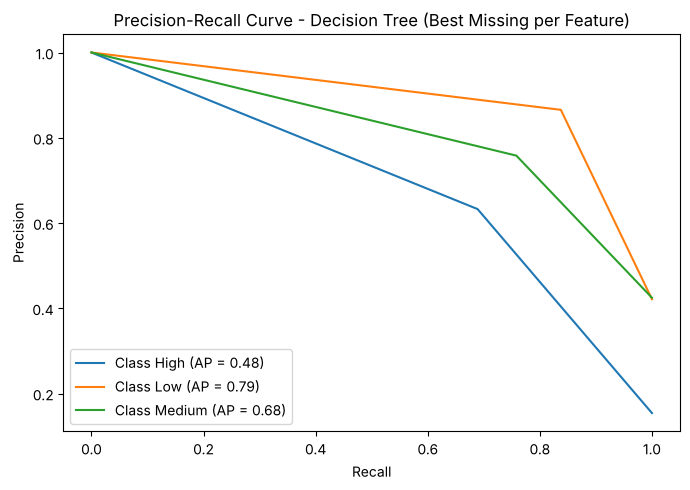 Precision-Recall Curve - Decision Tree (Best Missing per Feature)
1.0
0.8
0.6
0.4
0.2
Precision
Class High (AP = 0.48)
Class Low (AP = 0.79)
Class Medium (AP = 0.68)
0.0
0.2
0.4
0.6
0.8
1.0
Recall